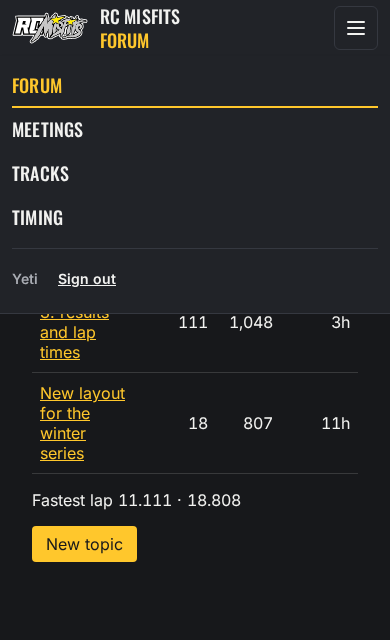 RC Misfits
RC MISFITS
FORUM
FORUM
MEETINGS
TRACKS
TIMING
Yeti Sign out
results
and lap 111 1,048 3h
times
New layout
for the 18 807 11h
winter
series
Fastest lap 11.111 · 18.808
New topic